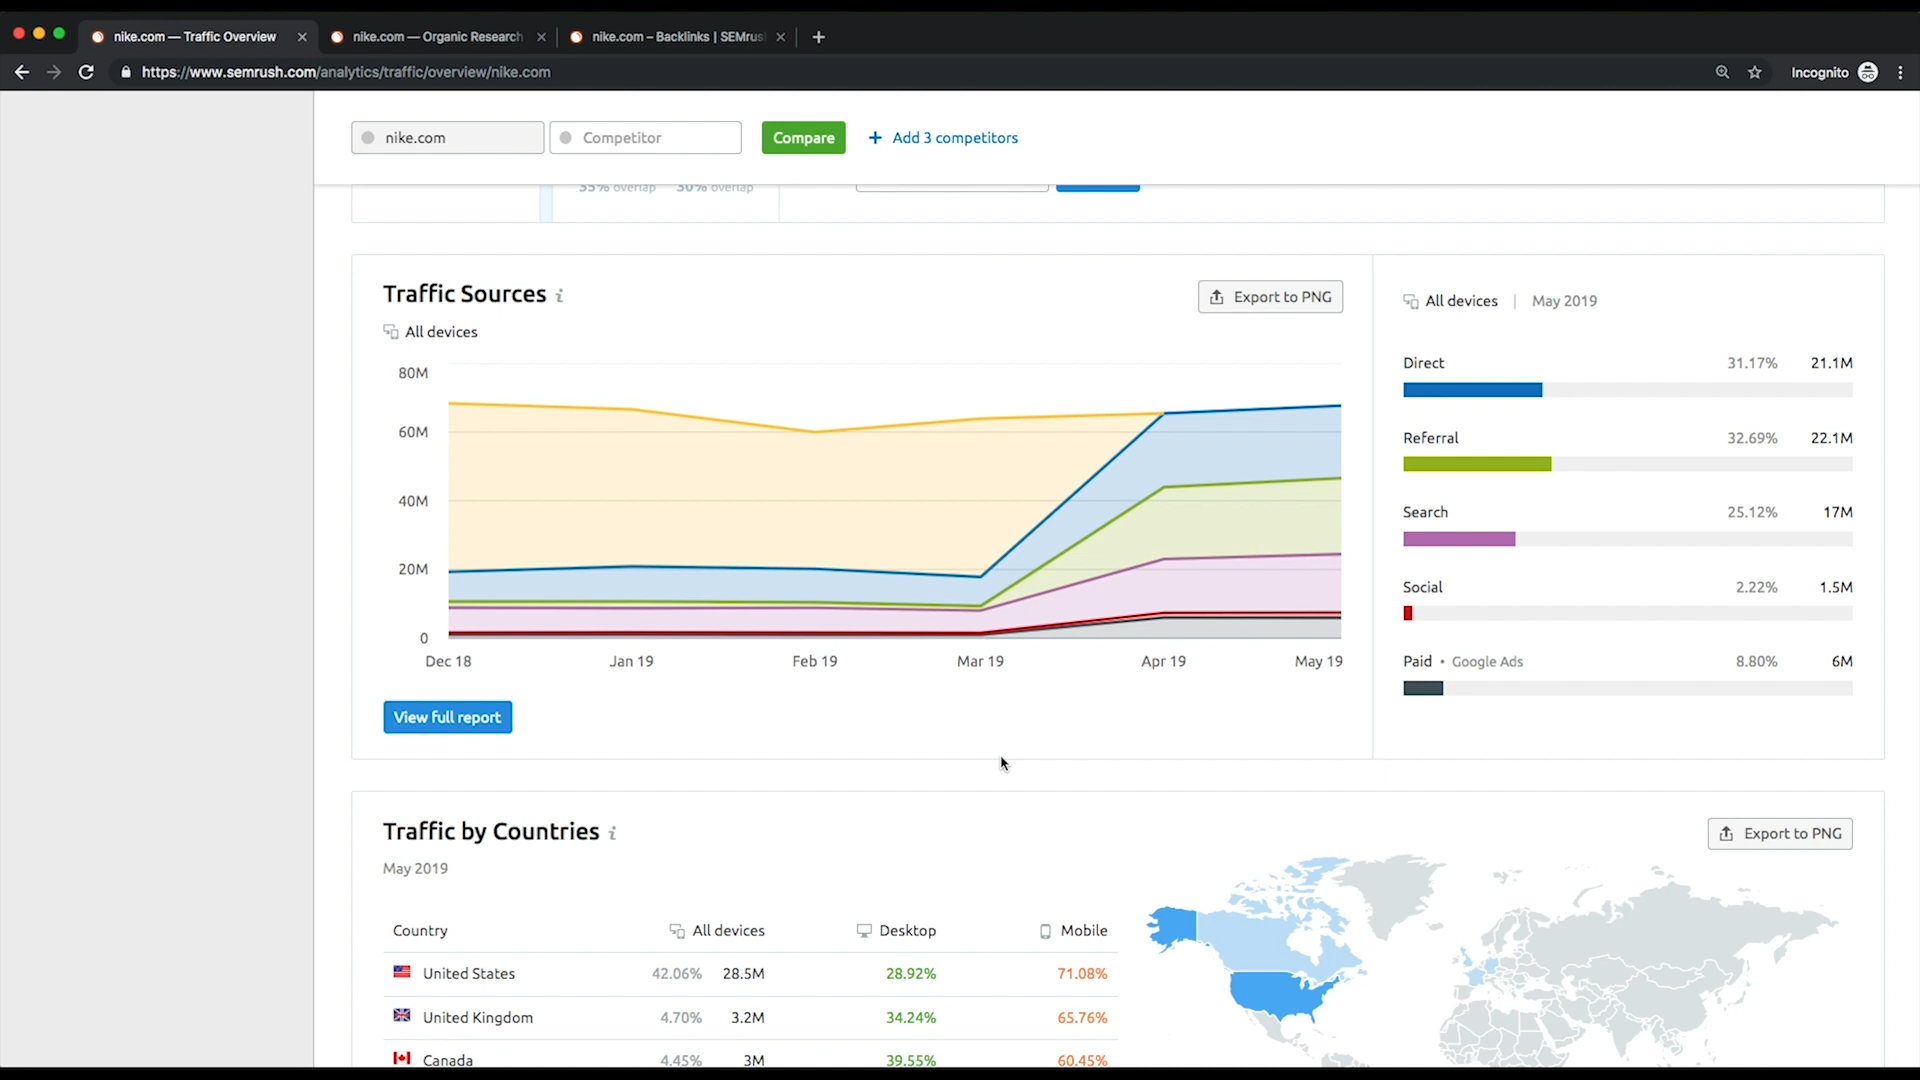 nike.com — Traffic Overview
nike.com — Organic Research
nike.com – Backlinks | SEMrus
https://www.semrush.com/analytics/traffic/overview/nike.com
Incognito
nike.com
Competitor
Compare
+ Add 3 competitors
35% overlap 30% overlap
Traffic Sources i
Export to PNG
All devices
80M
60M
40M
20M
0
Dec 18 Jan 19 Feb 19 Mar 19 Apr 19 May 19
View full report
All devices | May 2019
Direct 31.17% 21.1M
Referral 32.69% 22.1M
Search 25.12% 17M
Social 2.22% 1.5M
Paid • Google Ads 8.80% 6M
Traffic by Countries i
Export to PNG
May 2019
Country All devices Desktop Mobile
United States 42.06% 28.5M 28.92% 71.08%
United Kingdom 4.70% 3.2M 34.24% 65.76%
Canada 4.45% 3M 39.55% 60.45%